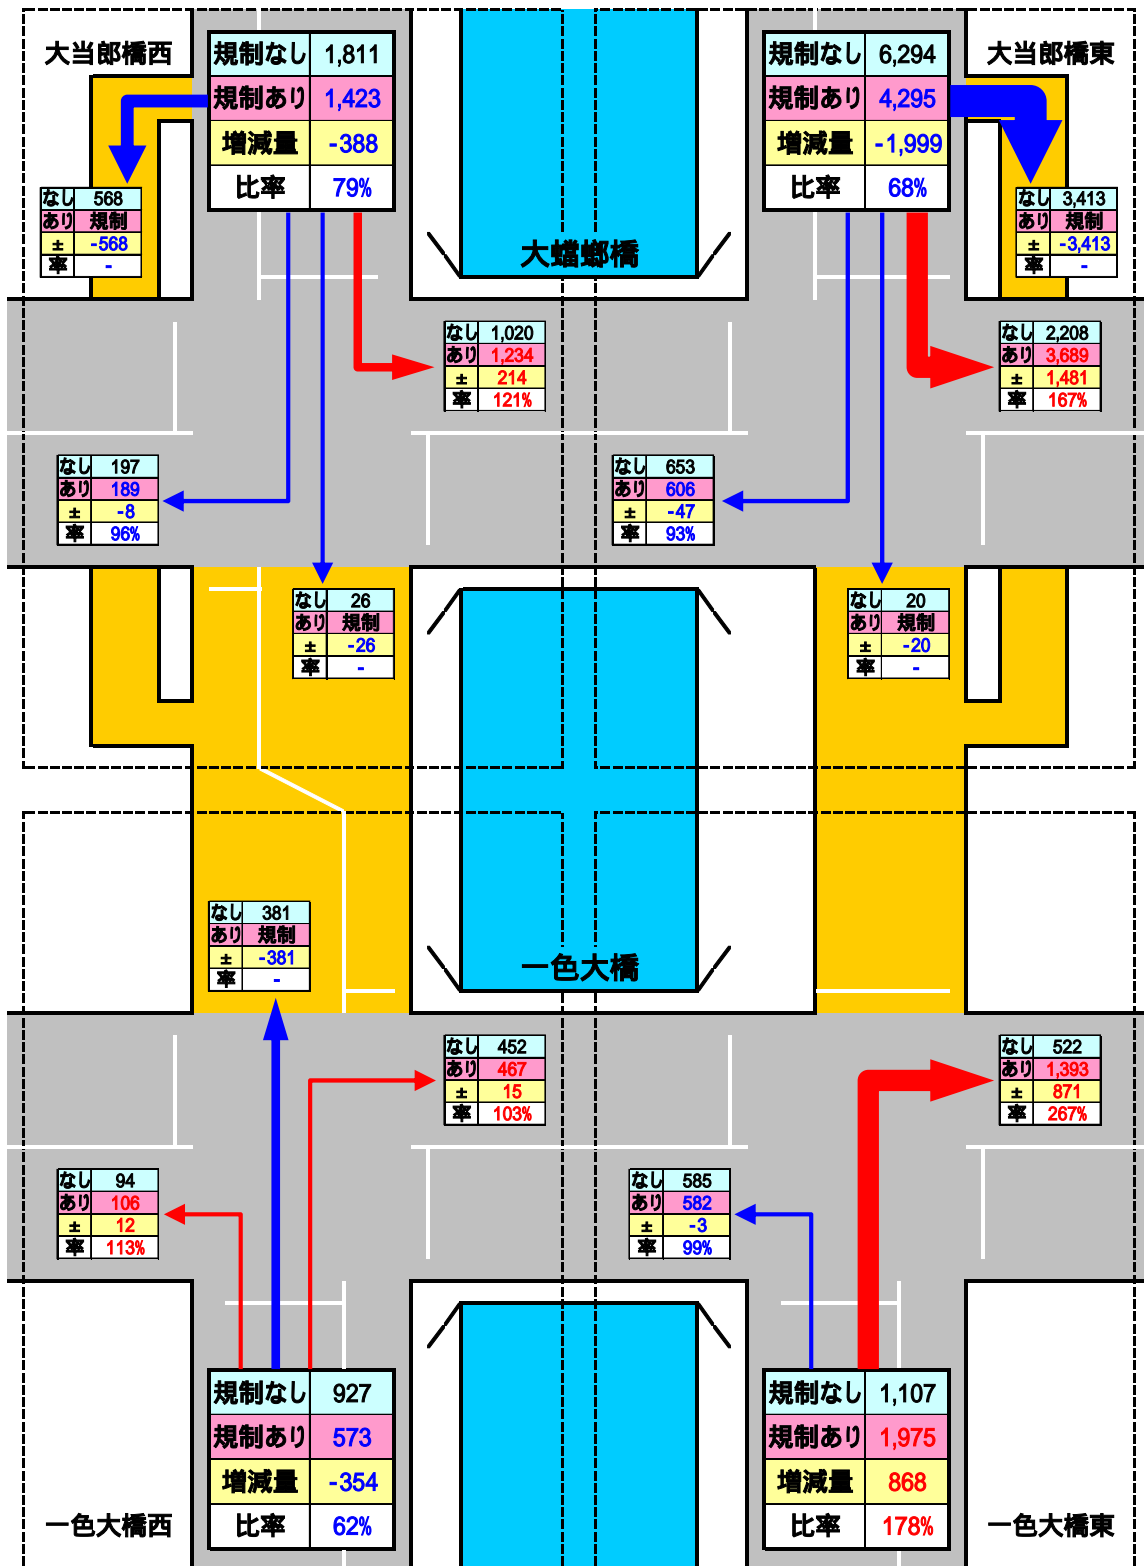 大当郎橋西
規制なし 1,811
規制あり 1,423
増減量 -388
比率 79%
規制なし 6,294
規制あり 4,295
増減量 -1,999
比率 68%
大当郎橋東
なし 568
あり 規制
± -568
率 -
なし 3,413
あり 規制
± -3,413
率 -
大蟷螂橋
なし 1,020
あり 1,234
± 214
率 121%
なし 2,208
あり 3,689
± 1,481
率 167%
なし 197
あり 189
± -8
率 96%
なし 653
あり 606
± -47
率 93%
なし 26
あり 規制
± -26
率 -
なし 20
あり 規制
± -20
率 -
なし 381
あり 規制
± -381
率 -
一色大橋
なし 452
あり 467
± 15
率 103%
なし 522
あり 1,393
± 871
率 267%
なし 94
あり 106
± 12
率 113%
なし 585
あり 582
± -3
率 99%
規制なし 927
規制あり 573
増減量 -354
比率 62%
一色大橋西
規制なし 1,107
規制あり 1,975
増減量 868
比率 178%
一色大橋東